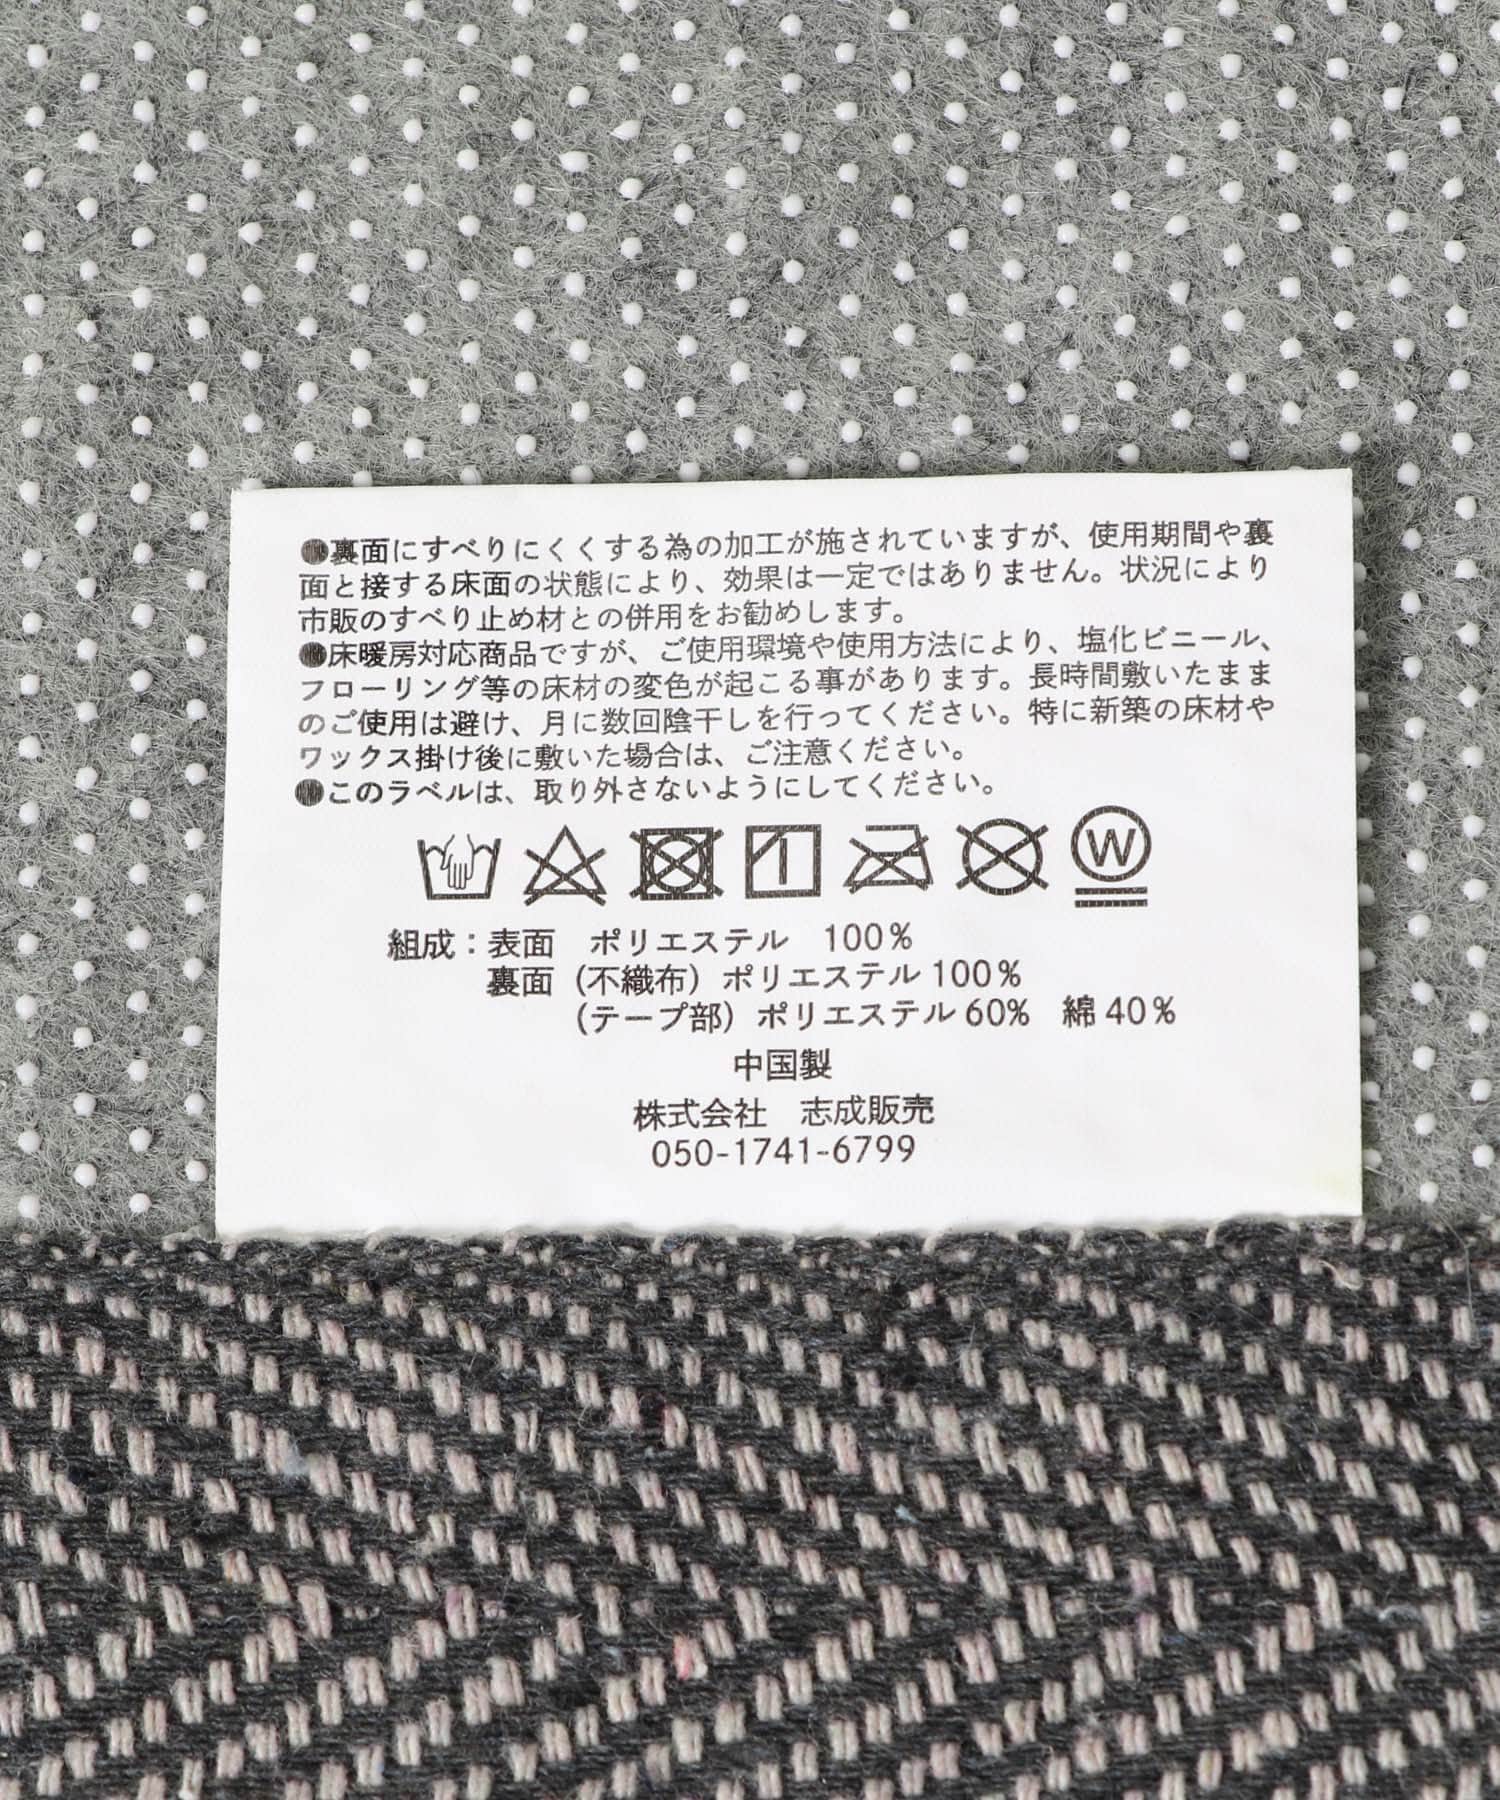 ●裏面にすべりにくくする為の加工が施されていますが、使用期間や裏
面と接する床面の状態により、効果は一定ではありません。状況により
市販のすべり止め材との併用をお勧めします。
●床暖房対応商品ですが、ご使用環境や使用方法により、塩化ビニール、
フローリング等の床材の変色が起こる事があります。長時間敷いたまま
のご使用は避け、月に数回陰干しを行ってください。特に新築の床材や
ワックス掛け後に敷いた場合は、ご注意ください。
●このラベルは、取り外さないようにしてください。
W
組成：表面　ポリエステル　100%
裏面（不織布）ポリエステル100%
（テープ部）ポリエステル60%　綿40%
中国製
株式会社　志成販売
050-1741-6799